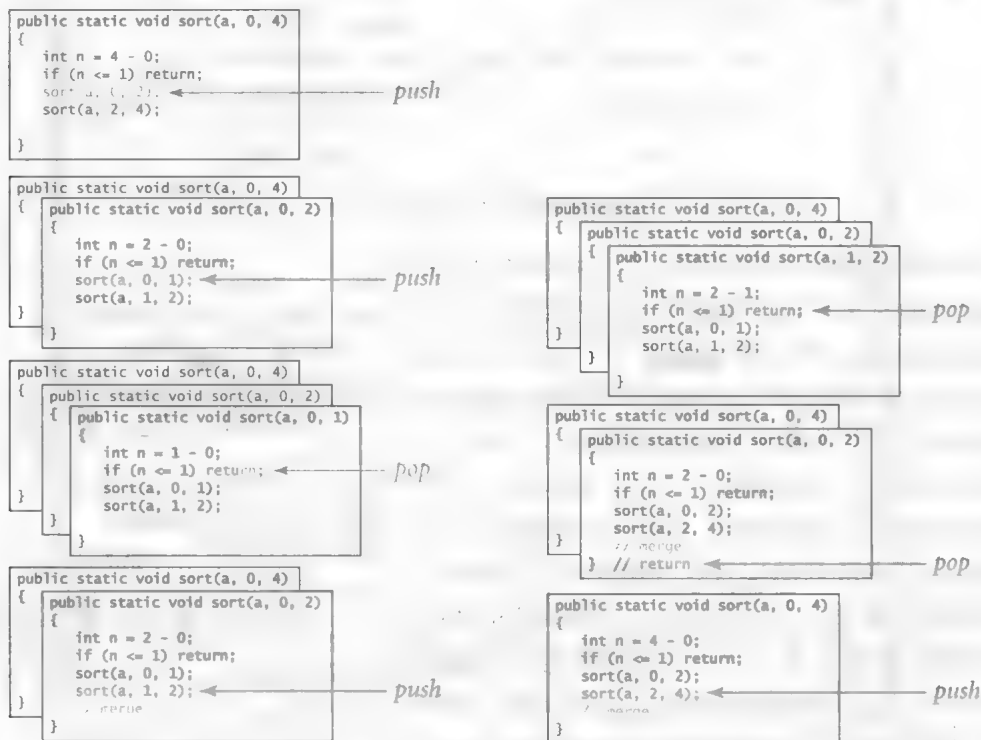 public static void sort(a, 0, 4)
{
int n = 4 - 0;
if (n <= 1) return;
sort(a, 0, 2);
push
sort(a, 2, 4);
}
public static void sort(a, 0, 4)
{
public static void sort(a, 0, 2)
{
int n = 2 - 0;
if (n <= 1) return;
sort(a, 0, 1);
push
sort(a, 1, 2);
}
}
public static void sort(a, 0, 4)
{
public static void sort(a, 0, 2)
{
public static void sort(a, 0, 1)
{
int n = 1 - 0;
if (n <= 1) return;
pop
sort(a, 0, 1);
sort(a, 1, 2);
}
}
}
public static void sort(a, 0, 4)
{
public static void sort(a, 0, 2)
{
int n = 2 - 0;
if (n <= 1) return;
sort(a, 0, 1);
sort(a, 1, 2);
push
merge
}
}
public static void sort(a, 0, 4)
{
public static void sort(a, 0, 2)
{
public static void sort(a, 1, 2)
{
int n = 2 - 1;
if (n <= 1) return;
pop
sort(a, 0, 1);
sort(a, 1, 2);
}
}
}
public static void sort(a, 0, 4)
{
public static void sort(a, 0, 2)
{
int n = 2 - 0;
if (n <= 1) return;
sort(a, 0, 2);
sort(a, 2, 4);
// merge
} // return
pop
}
public static void sort(a, 0, 4)
{
int n = 4 - 0;
if (n <= 1) return;
sort(a, 0, 2);
sort(a, 2, 4);
push
merge
}